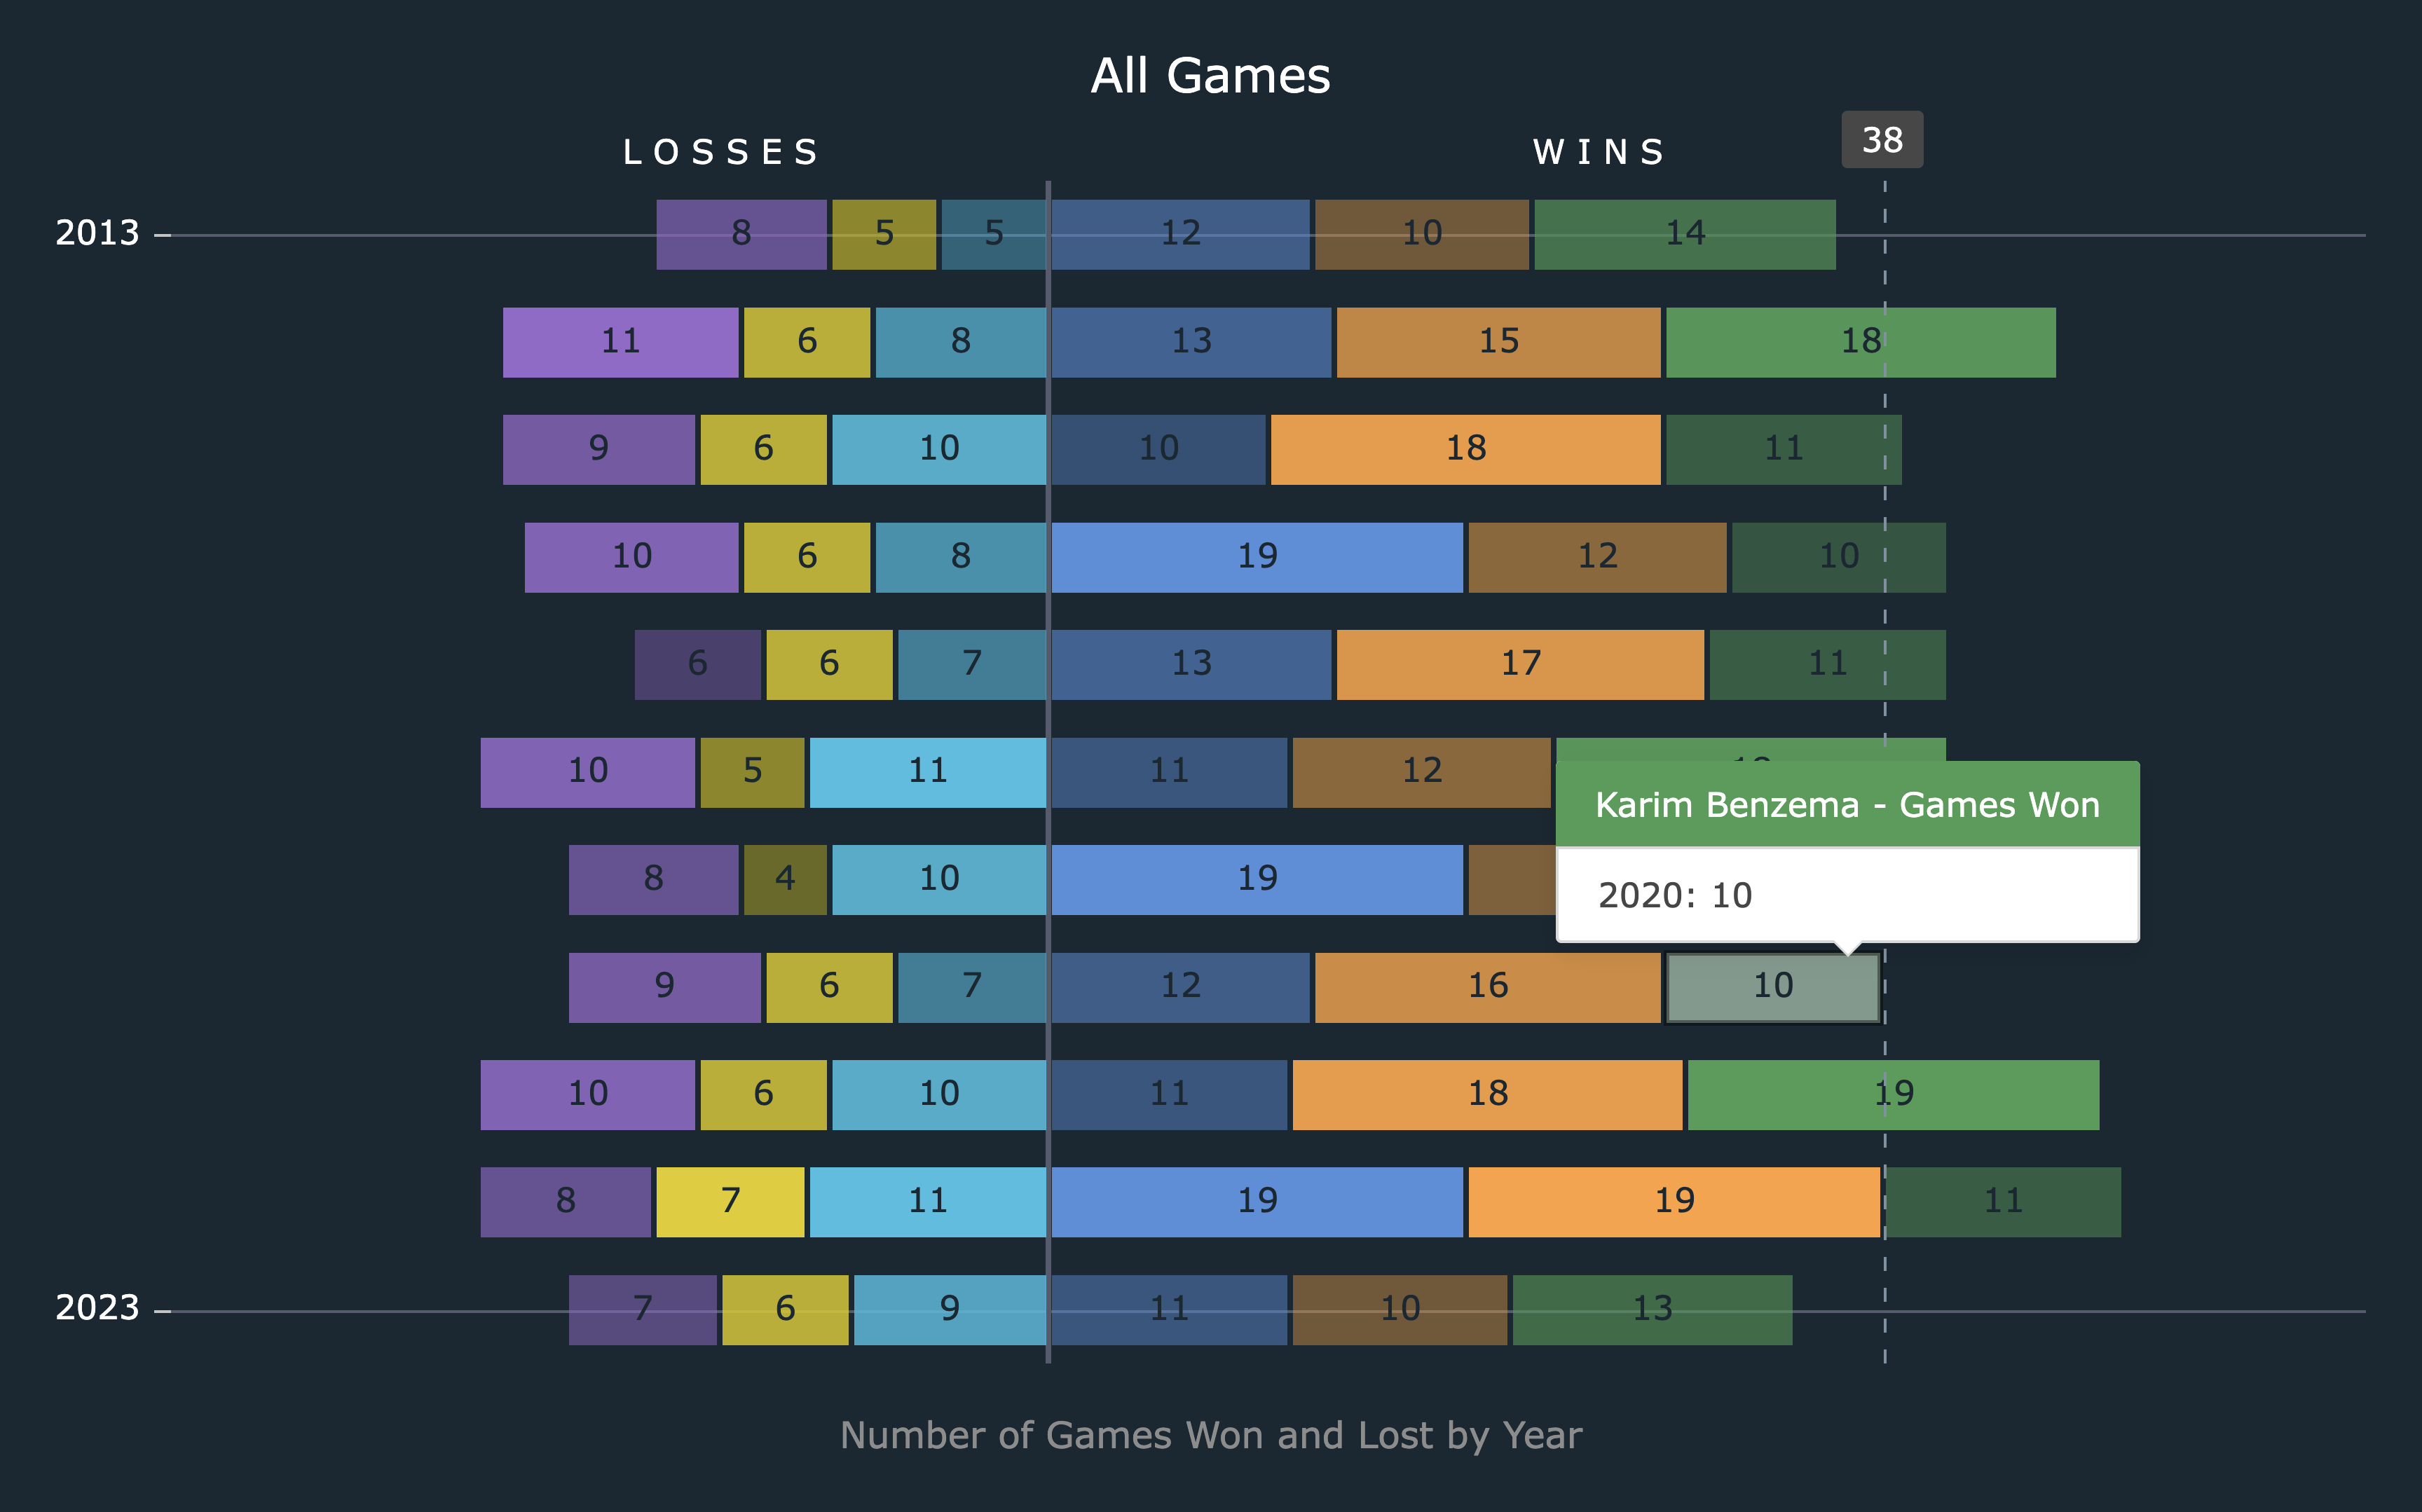 All Games
LOSSES WINS 38
2013 8 5 5 12 10 14
11 6 8 13 15 18
9 6 10 10 18 11
10 6 8 19 12 10
6 6 7 13 17 11
10 5 11 11 12
Karim Benzema - Games Won
8 4 10 19
2020: 10
9 6 7 12 16 10
10 6 10 11 18 19
8 7 11 19 19 11
2023 7 6 9 11 10 13
Number of Games Won and Lost by Year